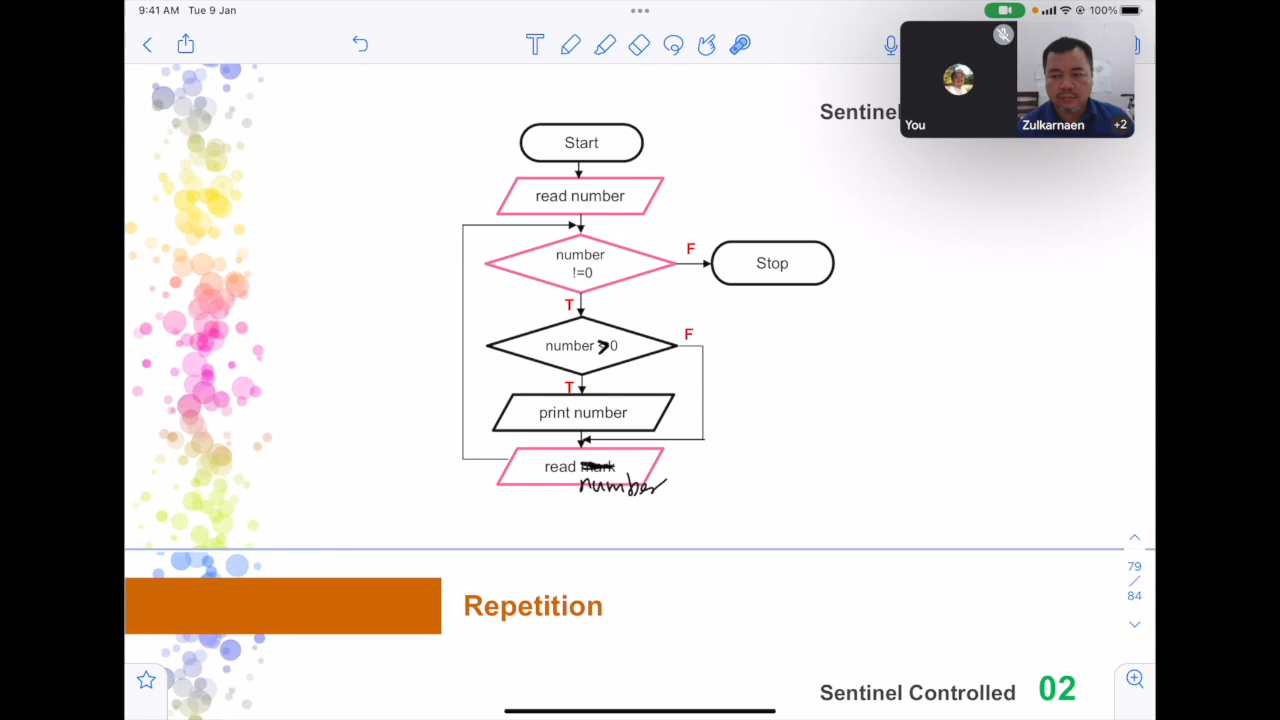 9:41 AM Tue 9 Jan
100%
T
Sentinel
You
Zulkarnaen
+2
Start
read number
number
!=0
F
Stop
T
number > 0
F
T
print number
read mark
number
79
/
84
Repetition
Sentinel Controlled 02